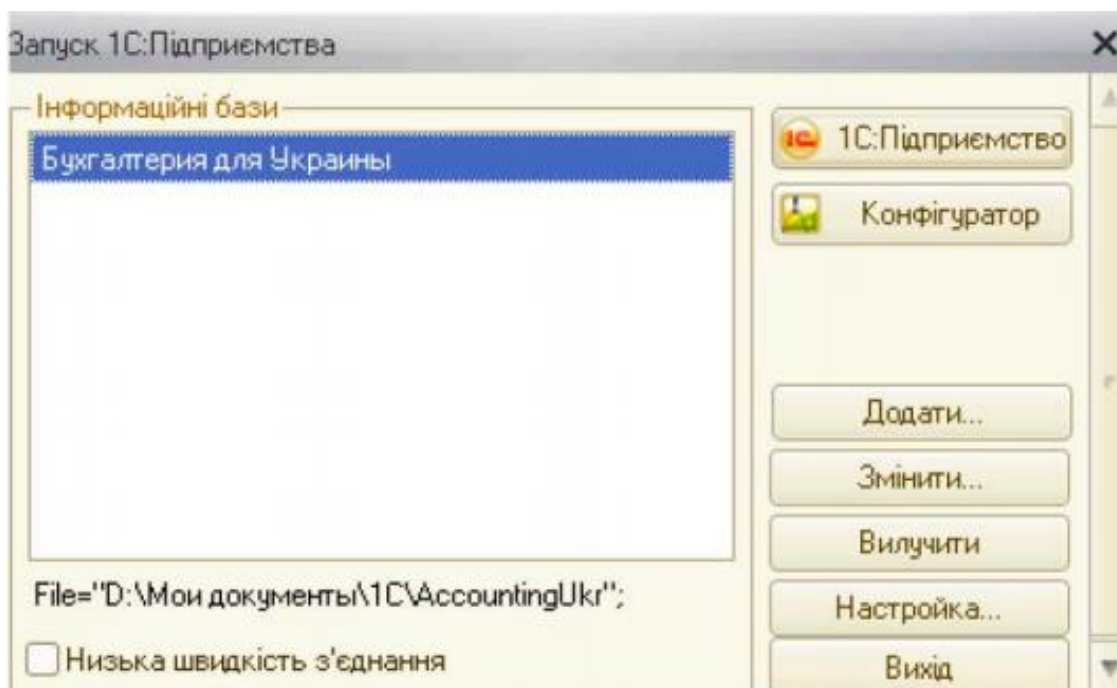 Запуск 1С:Підприємства
Інформаційні бази
Бухгалтерия для Украины
1С:Підприємство
Конфігуратор
Додати...
Змінити...
Вилучити
File="D:\Мои документы\1C\AccountingUkr";
Настройка...
Низька швидкість з'єднання
Вихід